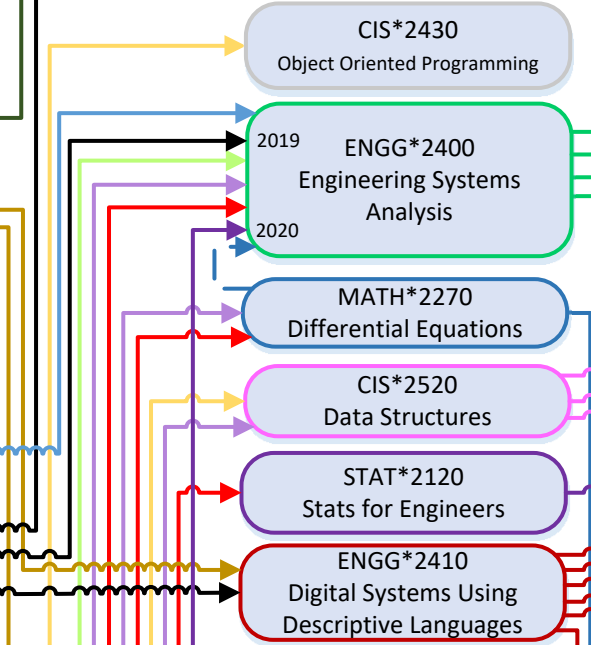 CIS*2430
Object Oriented Programming
2019
ENGG*2400
Engineering Systems
Analysis
2020
MATH*2270
Differential Equations
CIS*2520
Data Structures
STAT*2120
Stats for Engineers
ENGG*2410
Digital Systems Using
Descriptive Languages